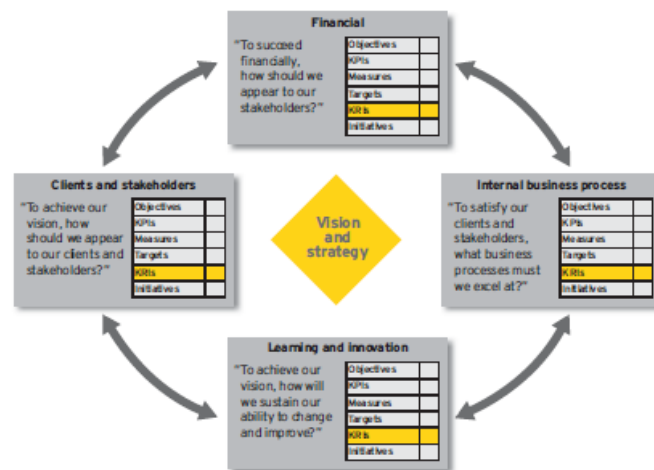 Financial
"To succeed
financially,
how should we
appear to our
stakeholders?"
Objectives
KPIs
Measures
Targets
KRIs
Initiatives
Clients and stakeholders
"To achieve our
vision, how
should we appear
to our clients and
stakeholders?"
Objectives
KPIs
Measures
Targets
KRIs
Initiatives
Vision
and
strategy
Internal business process
"To satisfy our
clients and
stakeholders,
what business
processes must
we excel at?"
Objectives
KPIs
Measures
Targets
KRIs
Initiatives
Learning and innovation
"To achieve our
vision, how will
we sustain our
ability to change
and improve?"
Objectives
KPIs
Measures
Targets
KRIs
Initiatives